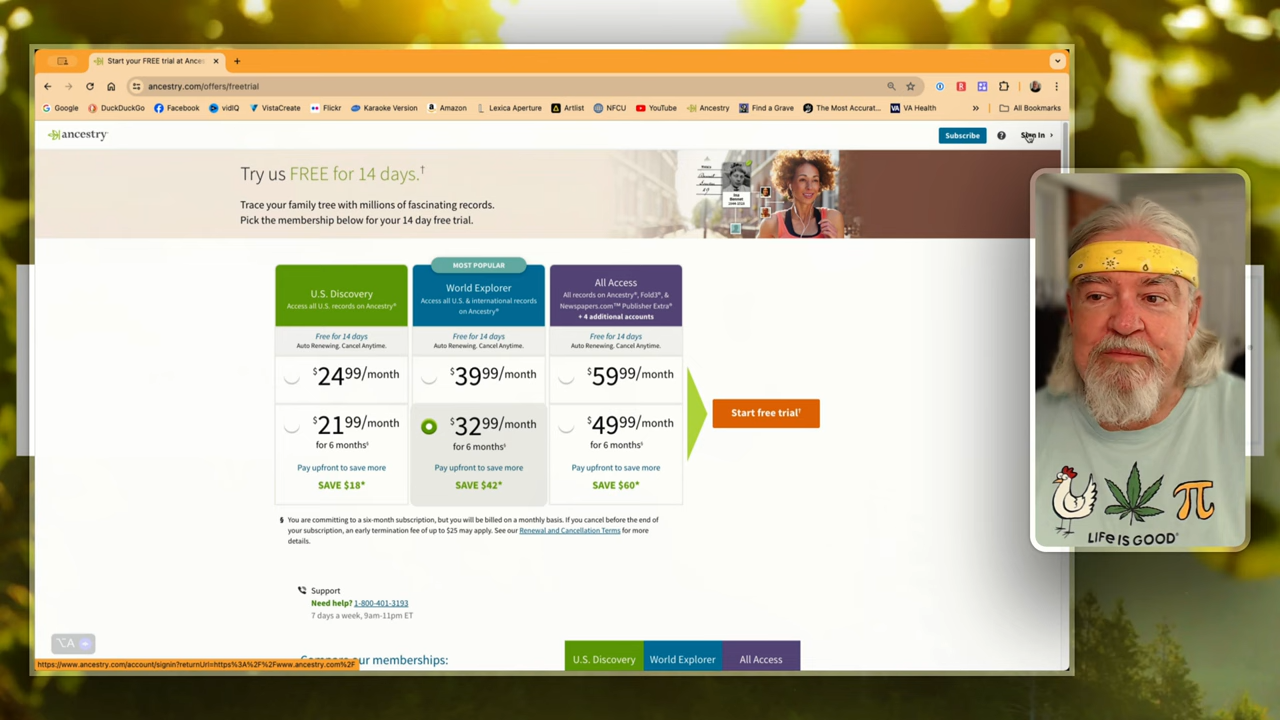 Start your FREE trial at Ances
ancestry.com/offers/freetrial
Google DuckDuckGo Facebook vidIQ VistaCreate Flickr Karaoke Version Amazon Lexica Aperture Artlist NFCU YouTube Ancestry Find a Grave The Most Accurat... VA Health » All Bookmarks
ancestry
Subscribe
Sign In
Try us FREE for 14 days.†
Trace your family tree with millions of fascinating records.
Pick the membership below for your 14 day free trial.
MOST POPULAR
U.S. Discovery
Access all U.S. records on Ancestry®
World Explorer
Access all U.S. & international records
on Ancestry®
All Access
All records on Ancestry®, Fold3®, &
Newspapers.com™ Publisher Extra®
+ 4 additional accounts
Free for 14 days
Auto Renewing. Cancel Anytime.
Free for 14 days
Auto Renewing. Cancel Anytime.
Free for 14 days
Auto Renewing. Cancel Anytime.
$24.99/month
$39.99/month
$59.99/month
$21.99/month
for 6 months§
$32.99/month
for 6 months§
$49.99/month
for 6 months§
Pay upfront to save more
SAVE $18*
Pay upfront to save more
SAVE $42*
Pay upfront to save more
SAVE $60*
Start free trial†
§ You are committing to a six-month subscription, but you will be billed on a monthly basis. If you cancel before the end of
your subscription, an early termination fee of up to $25 may apply. See our Renewal and Cancellation Terms for more
details.
Support
Need help? 1-800-401-3193
7 days a week, 9am-11pm ET
⌥A
https://www.ancestry.com/account/signin?returnUrl=https%3A%2F%2Fwww.ancestry.com%2F
our memberships:
U.S. Discovery World Explorer All Access
π
LIFE IS GOOD®